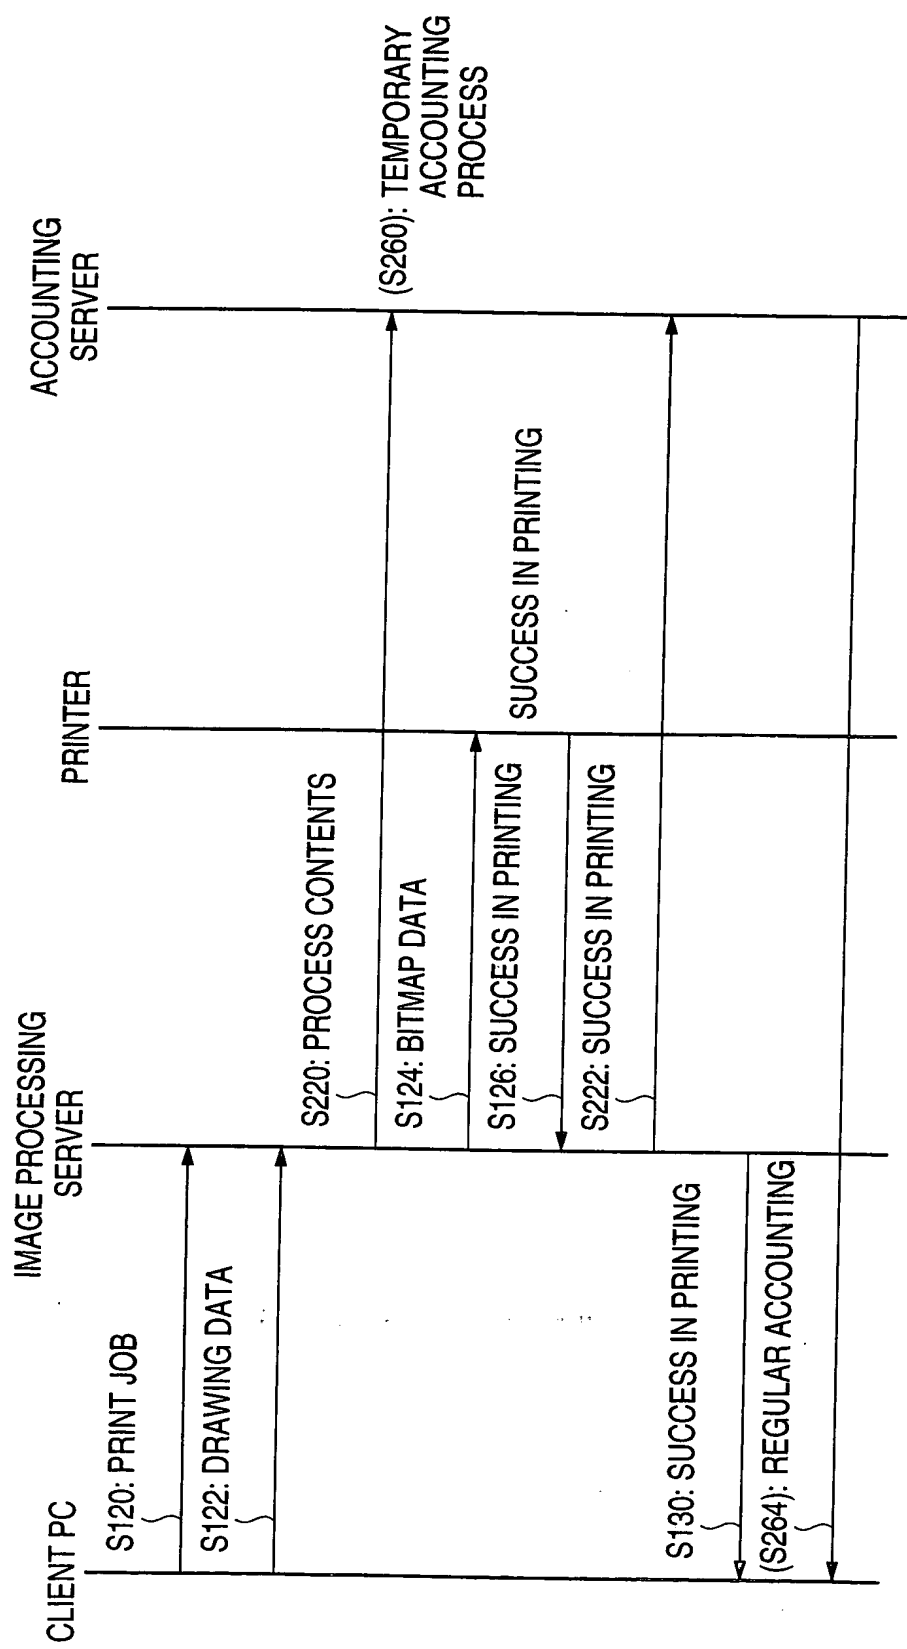 CLIENT PC
IMAGE PROCESSING
SERVER
PRINTER
ACCOUNTING
SERVER
S120: PRINT JOB
S122: DRAWING DATA
S220: PROCESS CONTENTS
(S260): TEMPORARY
ACCOUNTING
PROCESS
S124: BITMAP DATA
S126: SUCCESS IN PRINTING
SUCCESS IN PRINTING
S222: SUCCESS IN PRINTING
S130: SUCCESS IN PRINTING
(S264): REGULAR ACCOUNTING